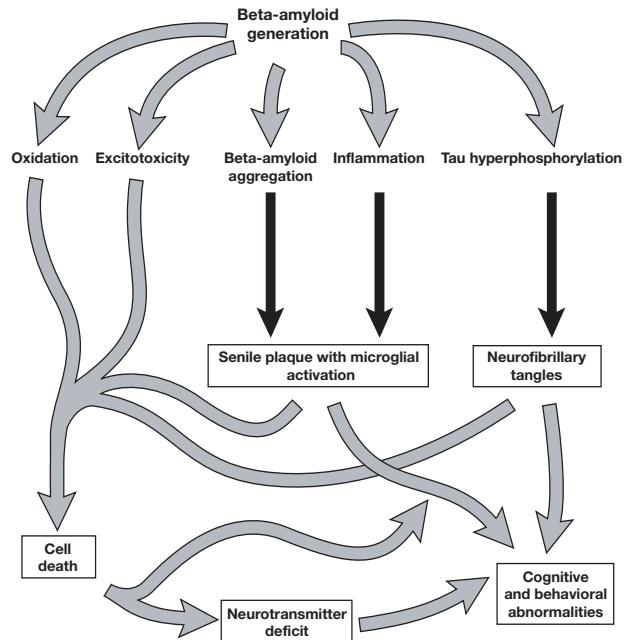 Beta-amyloid
generation
Oxidation
Excitotoxicity
Beta-amyloid
aggregation
Inflammation
Tau hyperphosphorylation
Senile plaque with microglial
activation
Neurofibrillary
tangles
Cell
death
Neurotransmitter
deficit
Cognitive
and behavioral
abnormalities